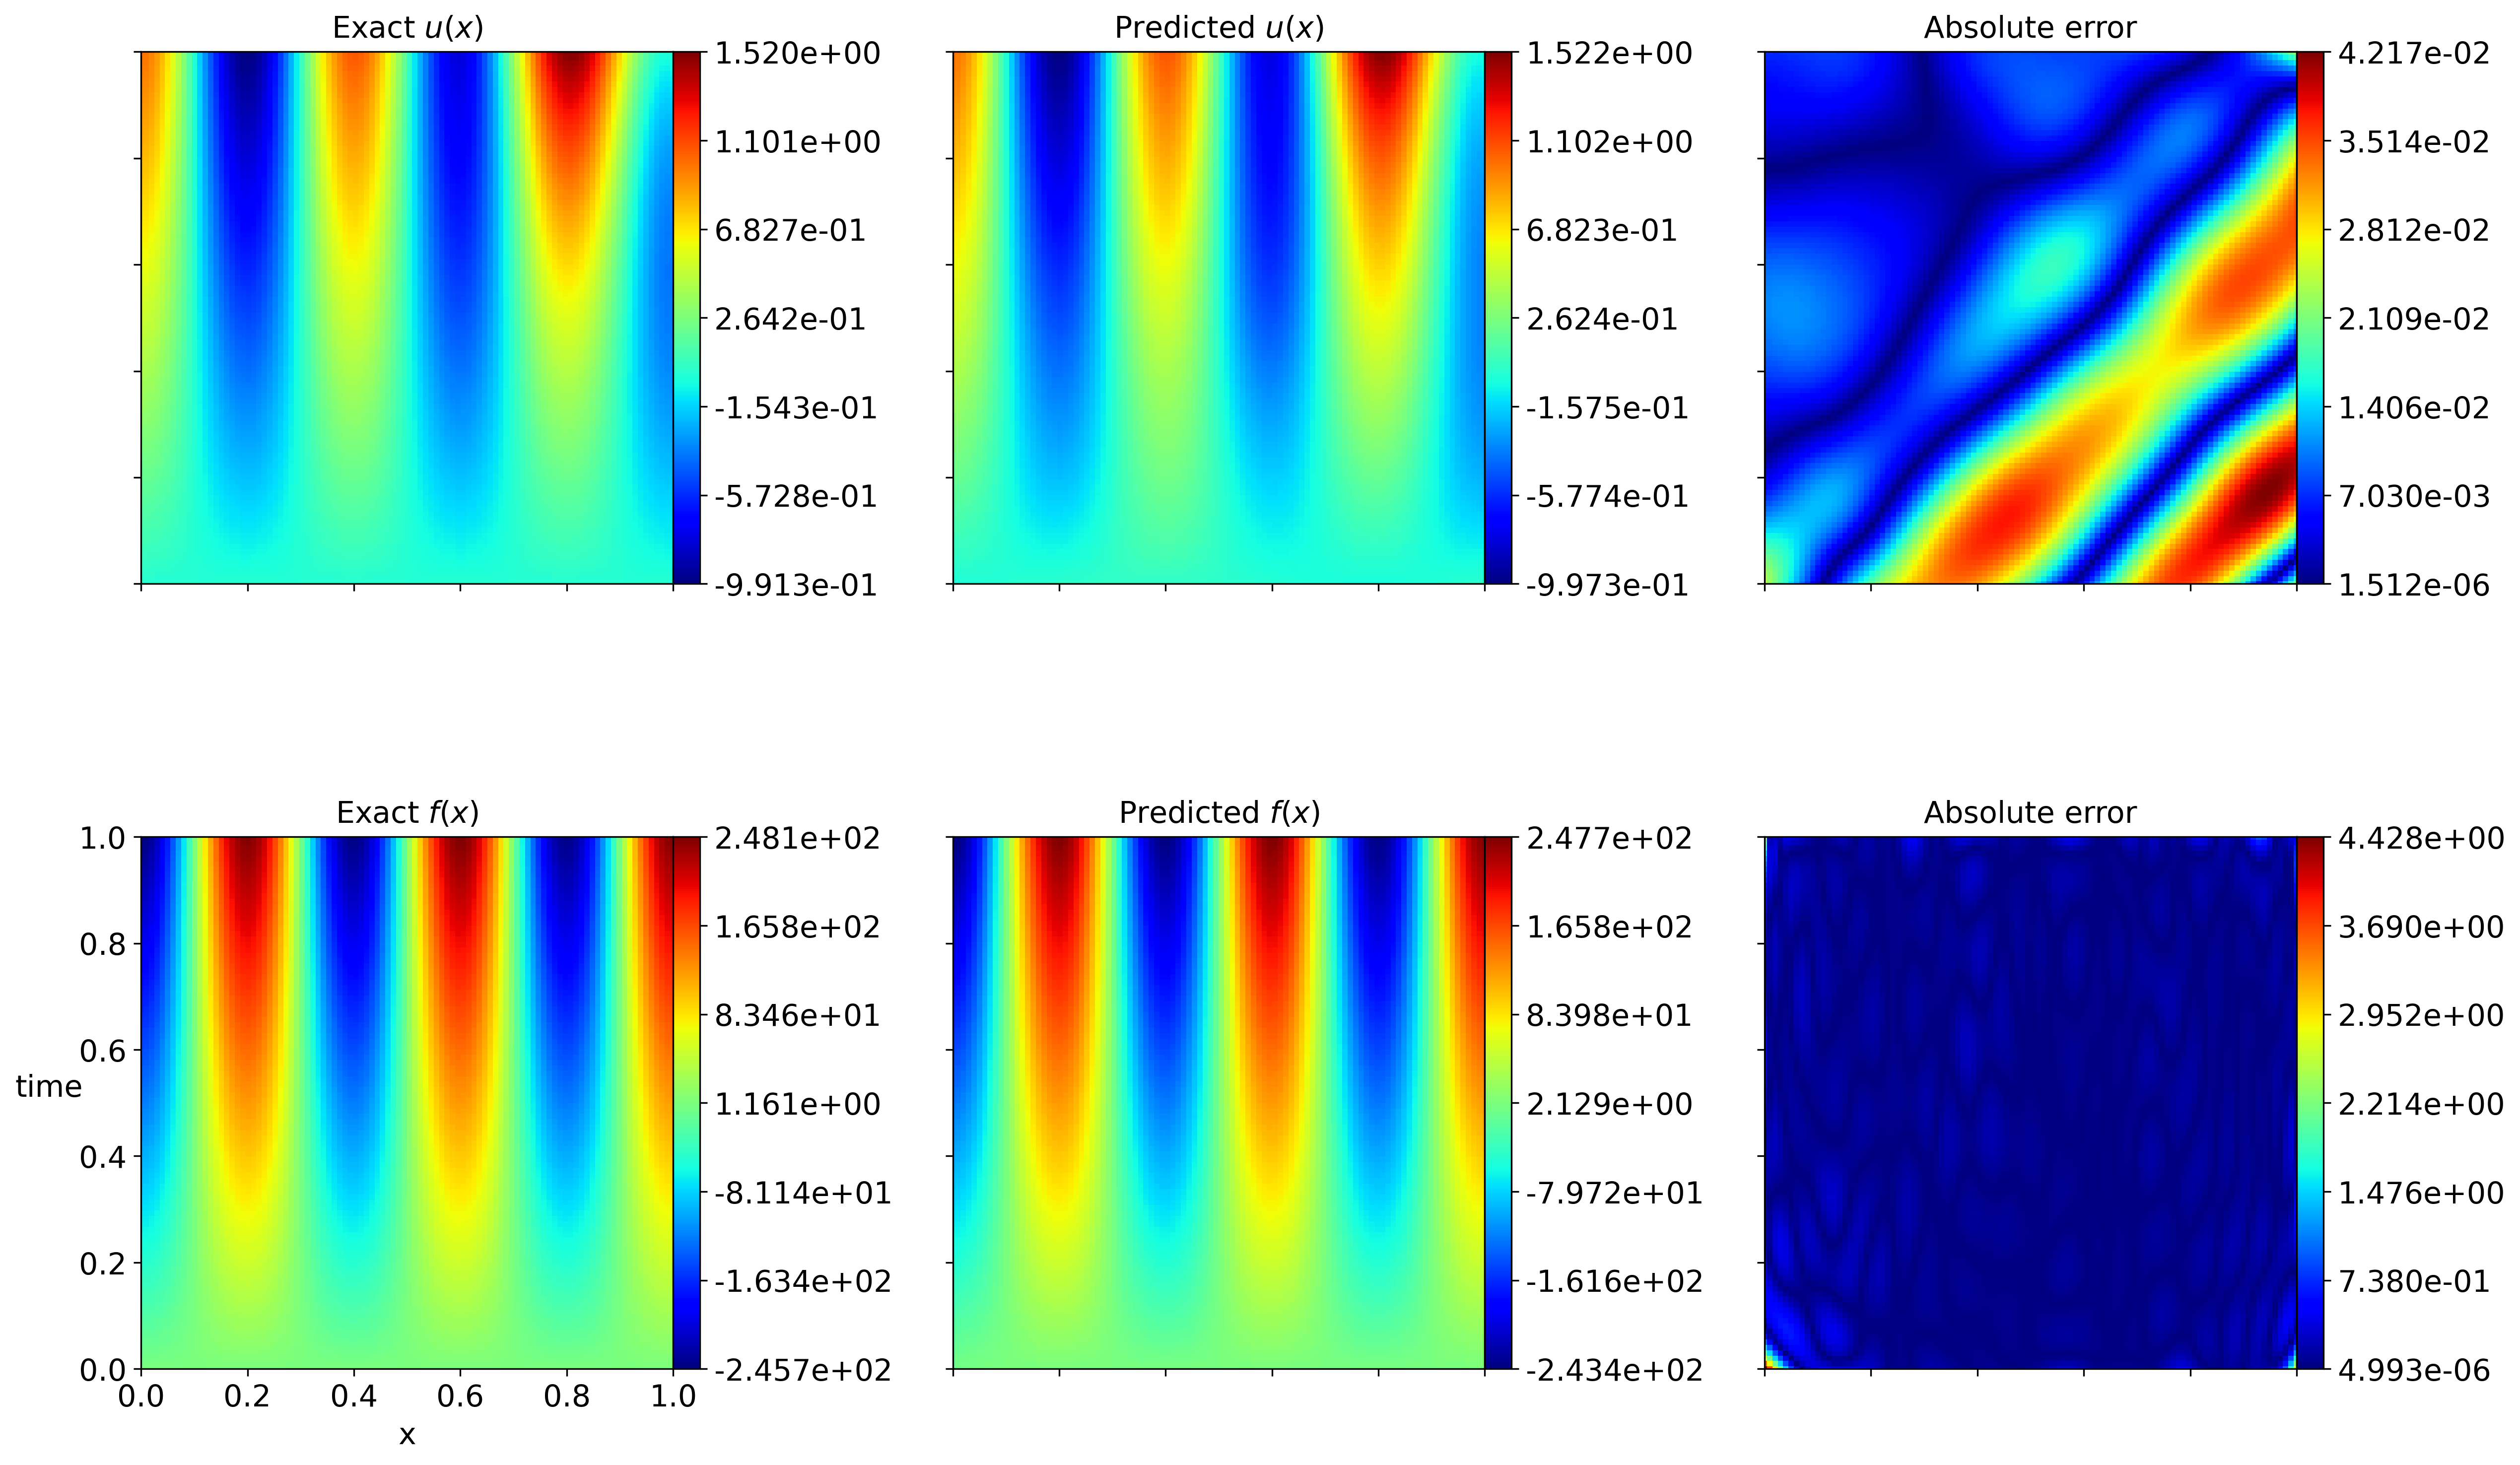 Exact u(x)
1.520e+00
1.101e+00
6.827e-01
2.642e-01
-1.543e-01
-5.728e-01
-9.913e-01
Predicted u(x)
1.522e+00
1.102e+00
6.823e-01
2.624e-01
-1.575e-01
-5.774e-01
-9.973e-01
Absolute error
4.217e-02
3.514e-02
2.812e-02
2.109e-02
1.406e-02
7.030e-03
1.512e-06
Exact f(x)
1.0
0.8
0.6
time
0.4
0.2
0.0
0.0 0.2 0.4 0.6 0.8 1.0
x
2.481e+02
1.658e+02
8.346e+01
1.161e+00
-8.114e+01
-1.634e+02
-2.457e+02
Predicted f(x)
2.477e+02
1.658e+02
8.398e+01
2.129e+00
-7.972e+01
-1.616e+02
-2.434e+02
Absolute error
4.428e+00
3.690e+00
2.952e+00
2.214e+00
1.476e+00
7.380e-01
4.993e-06